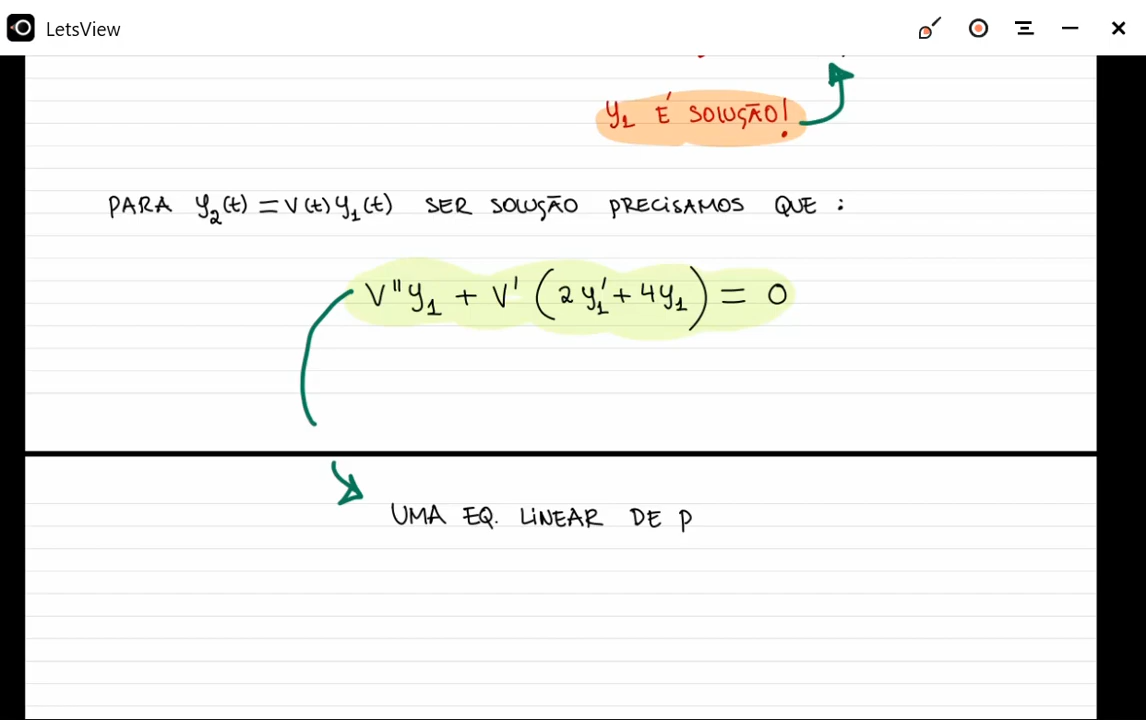 LetsView
y₁ É SOLUÇÃO!
PARA y₂(t) = v(t)y₁(t) SER SOLUÇÃO PRECISAMOS QUE :
v''y₁ + v'(2y₁' + 4y₁) = 0
UMA EQ. LINEAR DE P